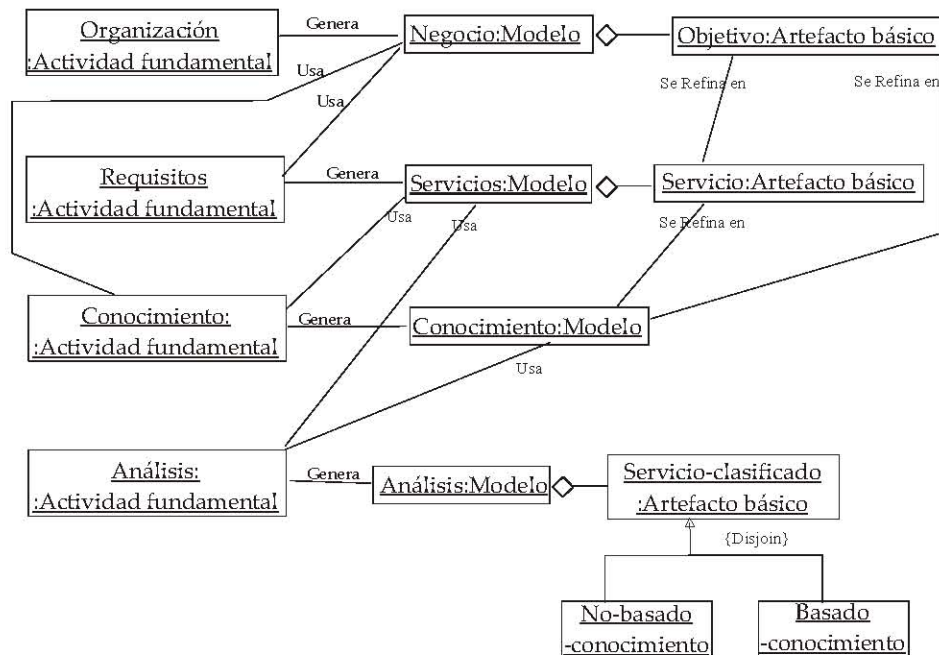 Organización
:Actividad fundamental
Genera
Negocio:Modelo
Objetivo:Artefacto básico
Usa
Usa
Se Refina en
Se Refina en
Requisitos
:Actividad fundamental
Genera
Servicios:Modelo
Servicio:Artefacto básico
Usa
Usa
Se Refina en
Conocimiento:
:Actividad fundamental
Genera
Conocimiento:Modelo
Usa
Análisis:
:Actividad fundamental
Genera
Análisis:Modelo
Servicio-clasificado
:Artefacto básico
{Disjoin}
No-basado
-conocimiento
Basado
-conocimiento